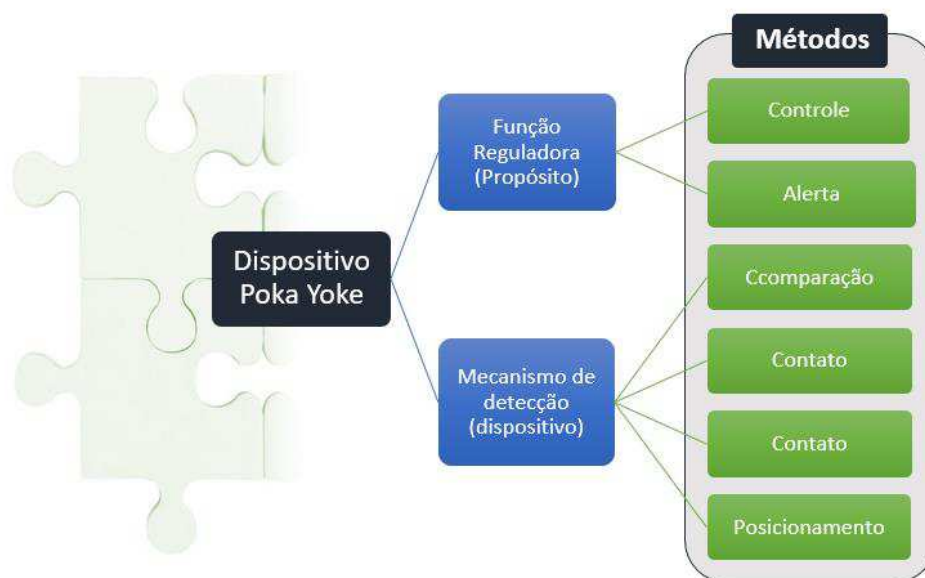 Métodos
Função
Reguladora
(Propósito)
Controle
Alerta
Dispositivo
Poka Yoke
Ccomparação
Mecanismo de
detecção
(dispositivo)
Contato
Contato
Posicionamento